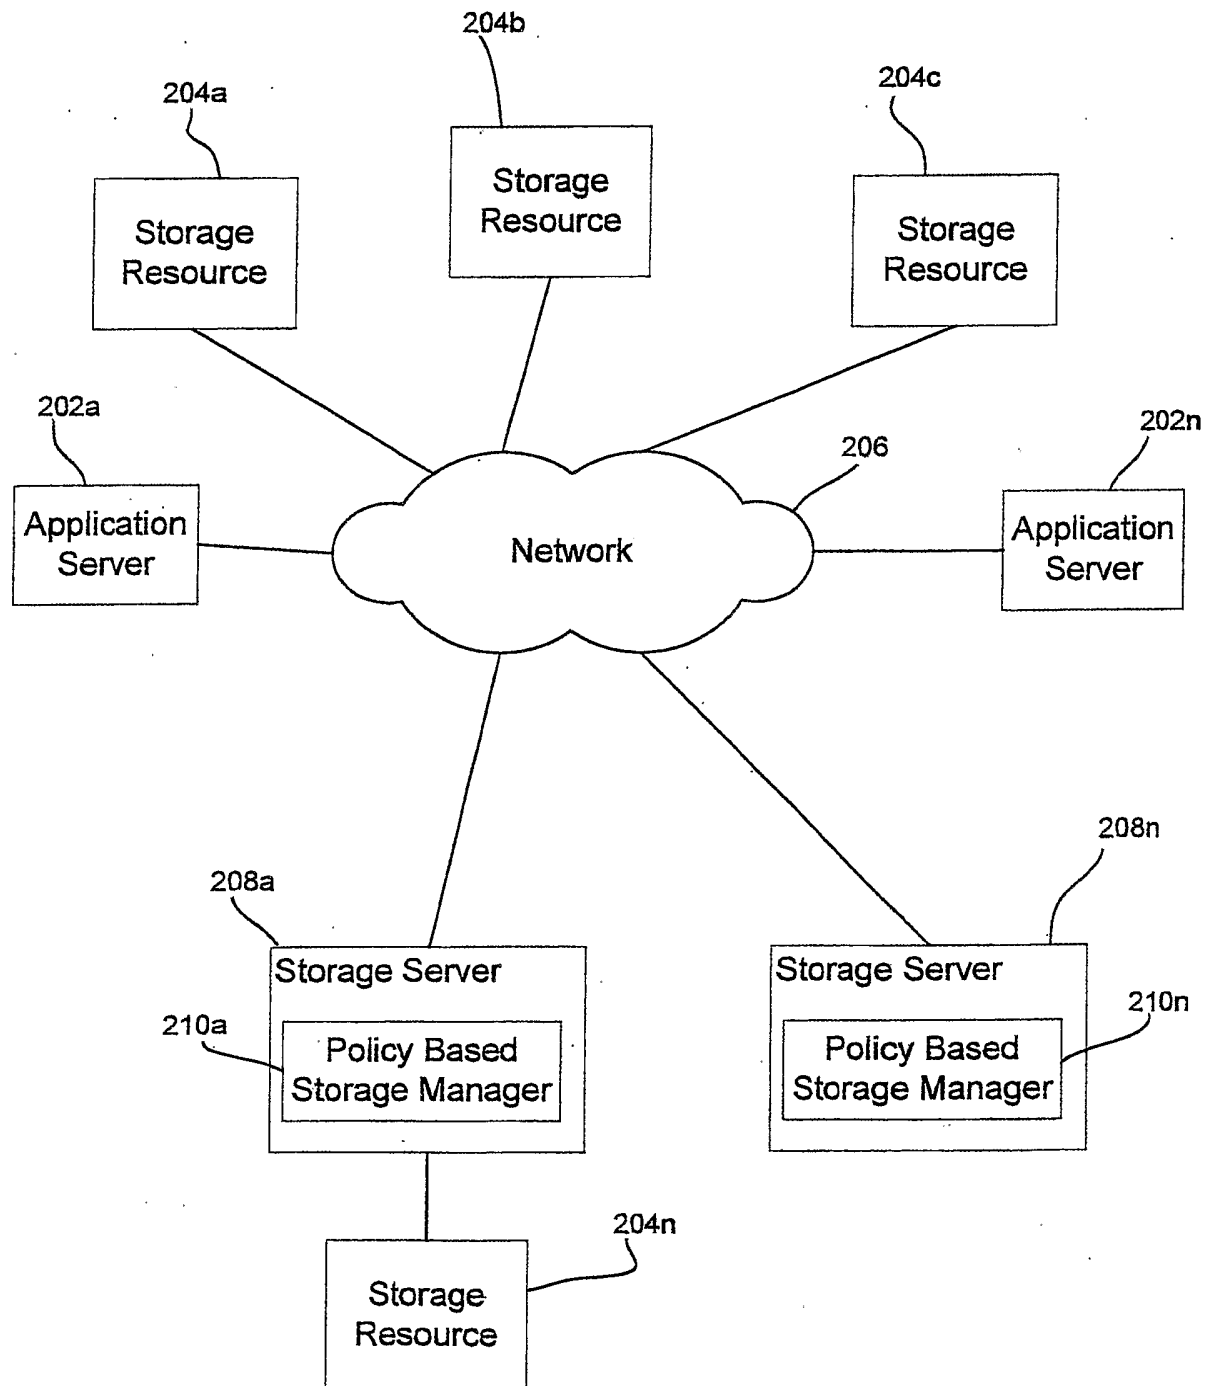 204b
204a
204c
Storage
Resource
Storage
Resource
Storage
Resource
202a
202n
206
Application
Server
Network
Application
Server
208n
208a
Storage Server
Storage Server
210a
210n
Policy Based
Storage Manager
Policy Based
Storage Manager
204n
Storage
Resource